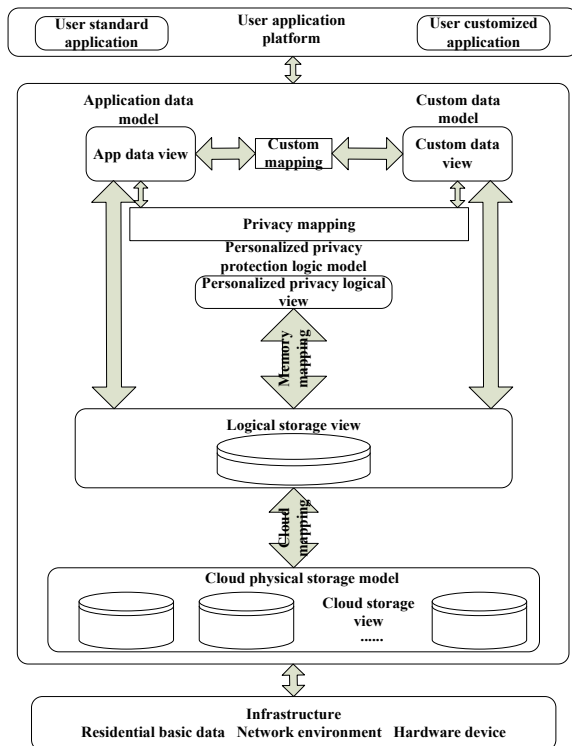 User standard
application
User application
platform
User customized
application
Application data
model
Custom data
model
App data view
Custom
mapping
Custom data
view
Privacy mapping
Personalized privacy
protection logic model
Personalized privacy logical
view
Memory
mapping
Logical storage view
Cloud
mapping
Cloud physical storage model
Cloud storage
view
......
Infrastructure
Residential basic data Network environment Hardware device